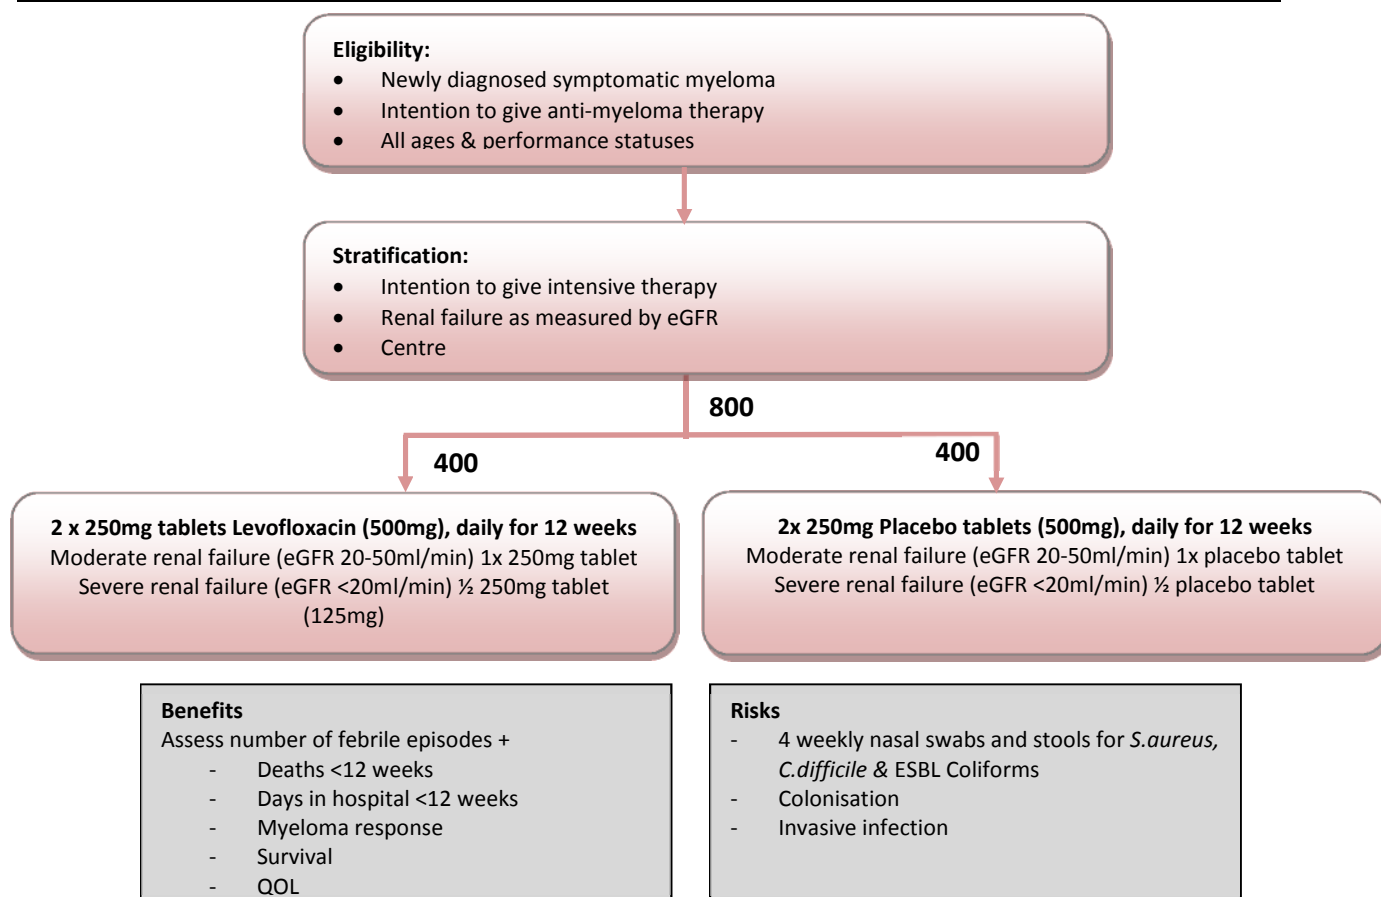 Eligibility:
• Newly diagnosed symptomatic myeloma
• Intention to give anti-myeloma therapy
• All ages & performance statuses
Stratification:
• Intention to give intensive therapy
• Renal failure as measured by eGFR
• Centre
800
400
400
2 x 250mg tablets Levofloxacin (500mg), daily for 12 weeks
Moderate renal failure (eGFR 20-50ml/min) 1x 250mg tablet
Severe renal failure (eGFR <20ml/min) ½ 250mg tablet
(125mg)
2x 250mg Placebo tablets (500mg), daily for 12 weeks
Moderate renal failure (eGFR 20-50ml/min) 1x placebo tablet
Severe renal failure (eGFR <20ml/min) ½ placebo tablet
Benefits
Assess number of febrile episodes +
- Deaths <12 weeks
- Days in hospital <12 weeks
- Myeloma response
- Survival
- QOL
Risks
- 4 weekly nasal swabs and stools for S.aureus,
C.difficile & ESBL Coliforms
- Colonisation
- Invasive infection